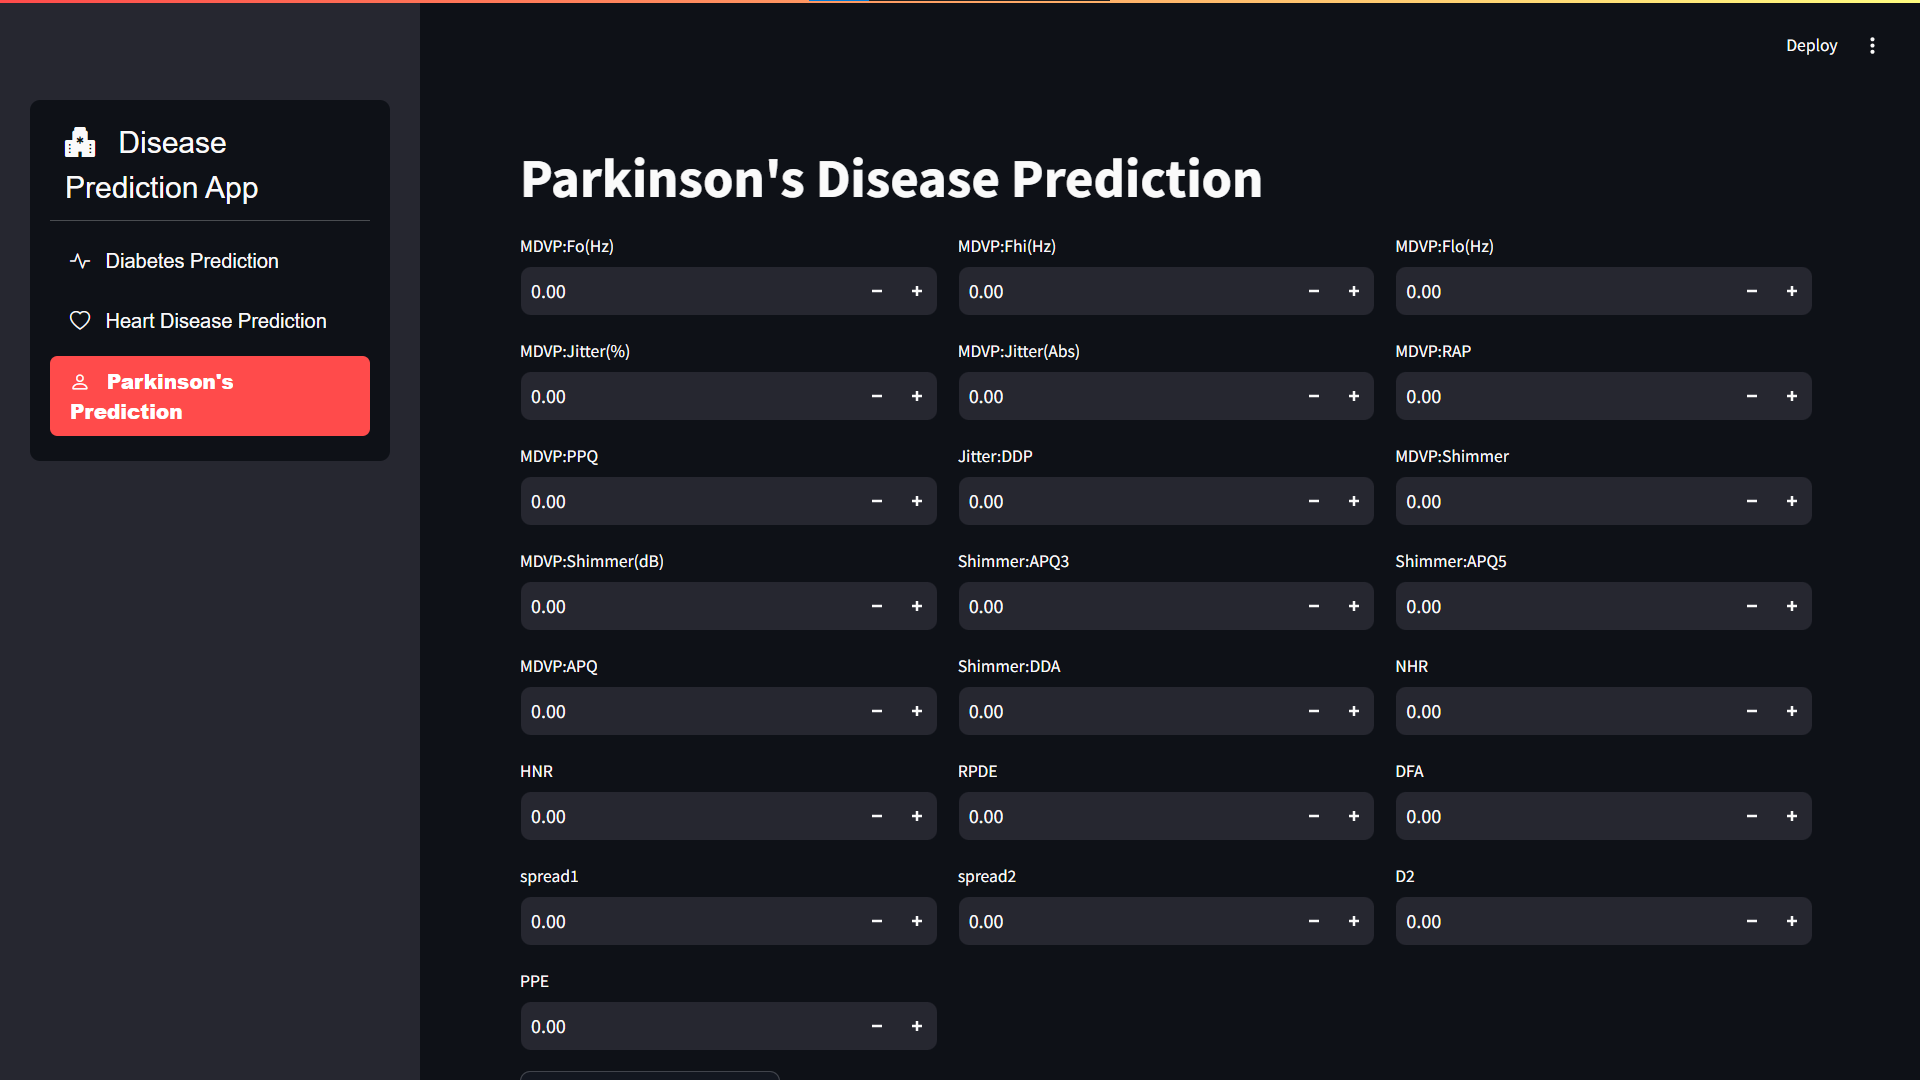 Deploy
Disease
Prediction App
Diabetes Prediction
Heart Disease Prediction
Parkinson's
Prediction
Parkinson's Disease Prediction
MDVP:Fo(Hz) MDVP:Fhi(Hz) MDVP:Flo(Hz)
0.00 0.00 0.00
MDVP:Jitter(%) MDVP:Jitter(Abs) MDVP:RAP
0.00 0.00 0.00
MDVP:PPQ Jitter:DDP MDVP:Shimmer
0.00 0.00 0.00
MDVP:Shimmer(dB) Shimmer:APQ3 Shimmer:APQ5
0.00 0.00 0.00
MDVP:APQ Shimmer:DDA NHR
0.00 0.00 0.00
HNR RPDE DFA
0.00 0.00 0.00
spread1 spread2 D2
0.00 0.00 0.00
PPE
0.00